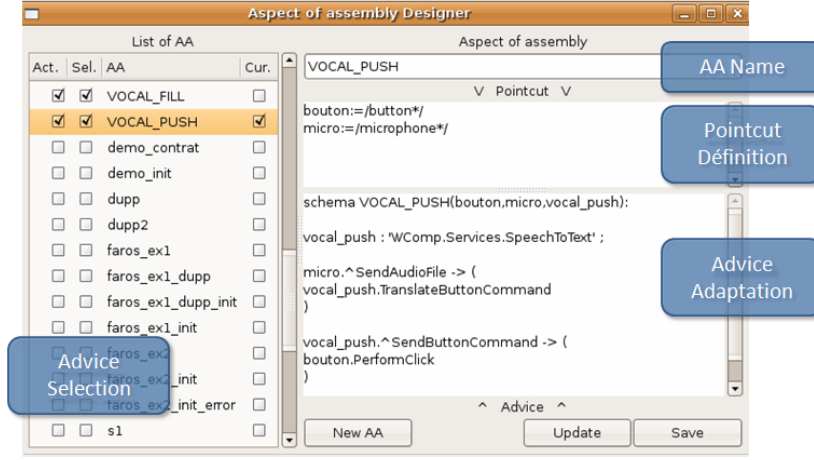 Aspect of assembly Designer
List of AA
Act. Sel. AA Cur.
VOCAL_FILL
VOCAL_PUSH
demo_contrat
demo_init
dupp
dupp2
faros_ex1
faros_ex1_dupp
faros_ex1_dupp_init
faros_ex1_init
faros_ex2
faros_ex2_init
faros_ex2_init_error
s1
Advice
Selection
Aspect of assembly
VOCAL_PUSH
AA Name
V Pointcut V
bouton:=/button*/
micro:=/microphone*/
Pointcut
Définition
schema VOCAL_PUSH(bouton,micro,vocal_push):
vocal_push : 'WComp.Services.SpeechToText' ;
micro.^SendAudioFile -> (
vocal_push.TranslateButtonCommand
)
vocal_push.^SendButtonCommand -> (
bouton.PerformClick
)
Advice
Adaptation
^ Advice ^
New AA Update Save